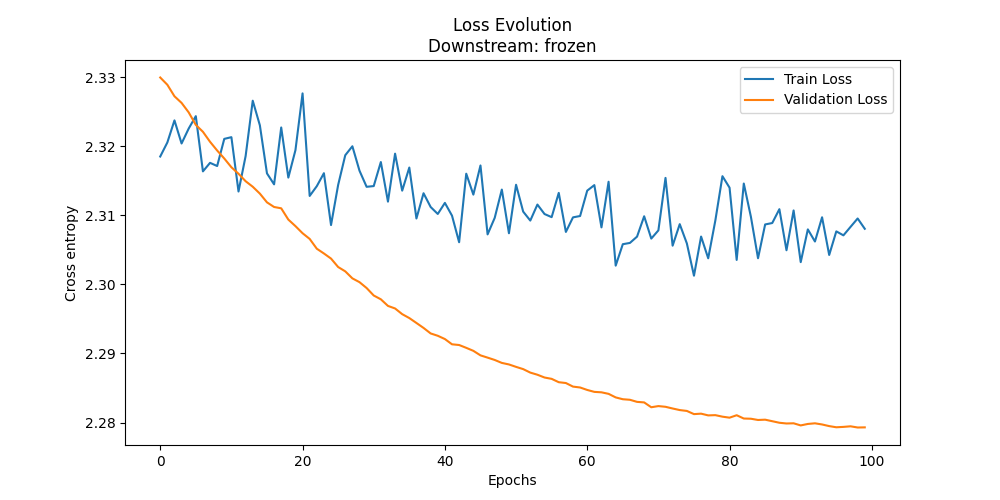 Loss Evolution
Downstream: frozen
Train Loss
Validation Loss
2.33
2.32
2.31
2.30
2.29
2.28
Cross entropy
0
20
40
60
80
100
Epochs